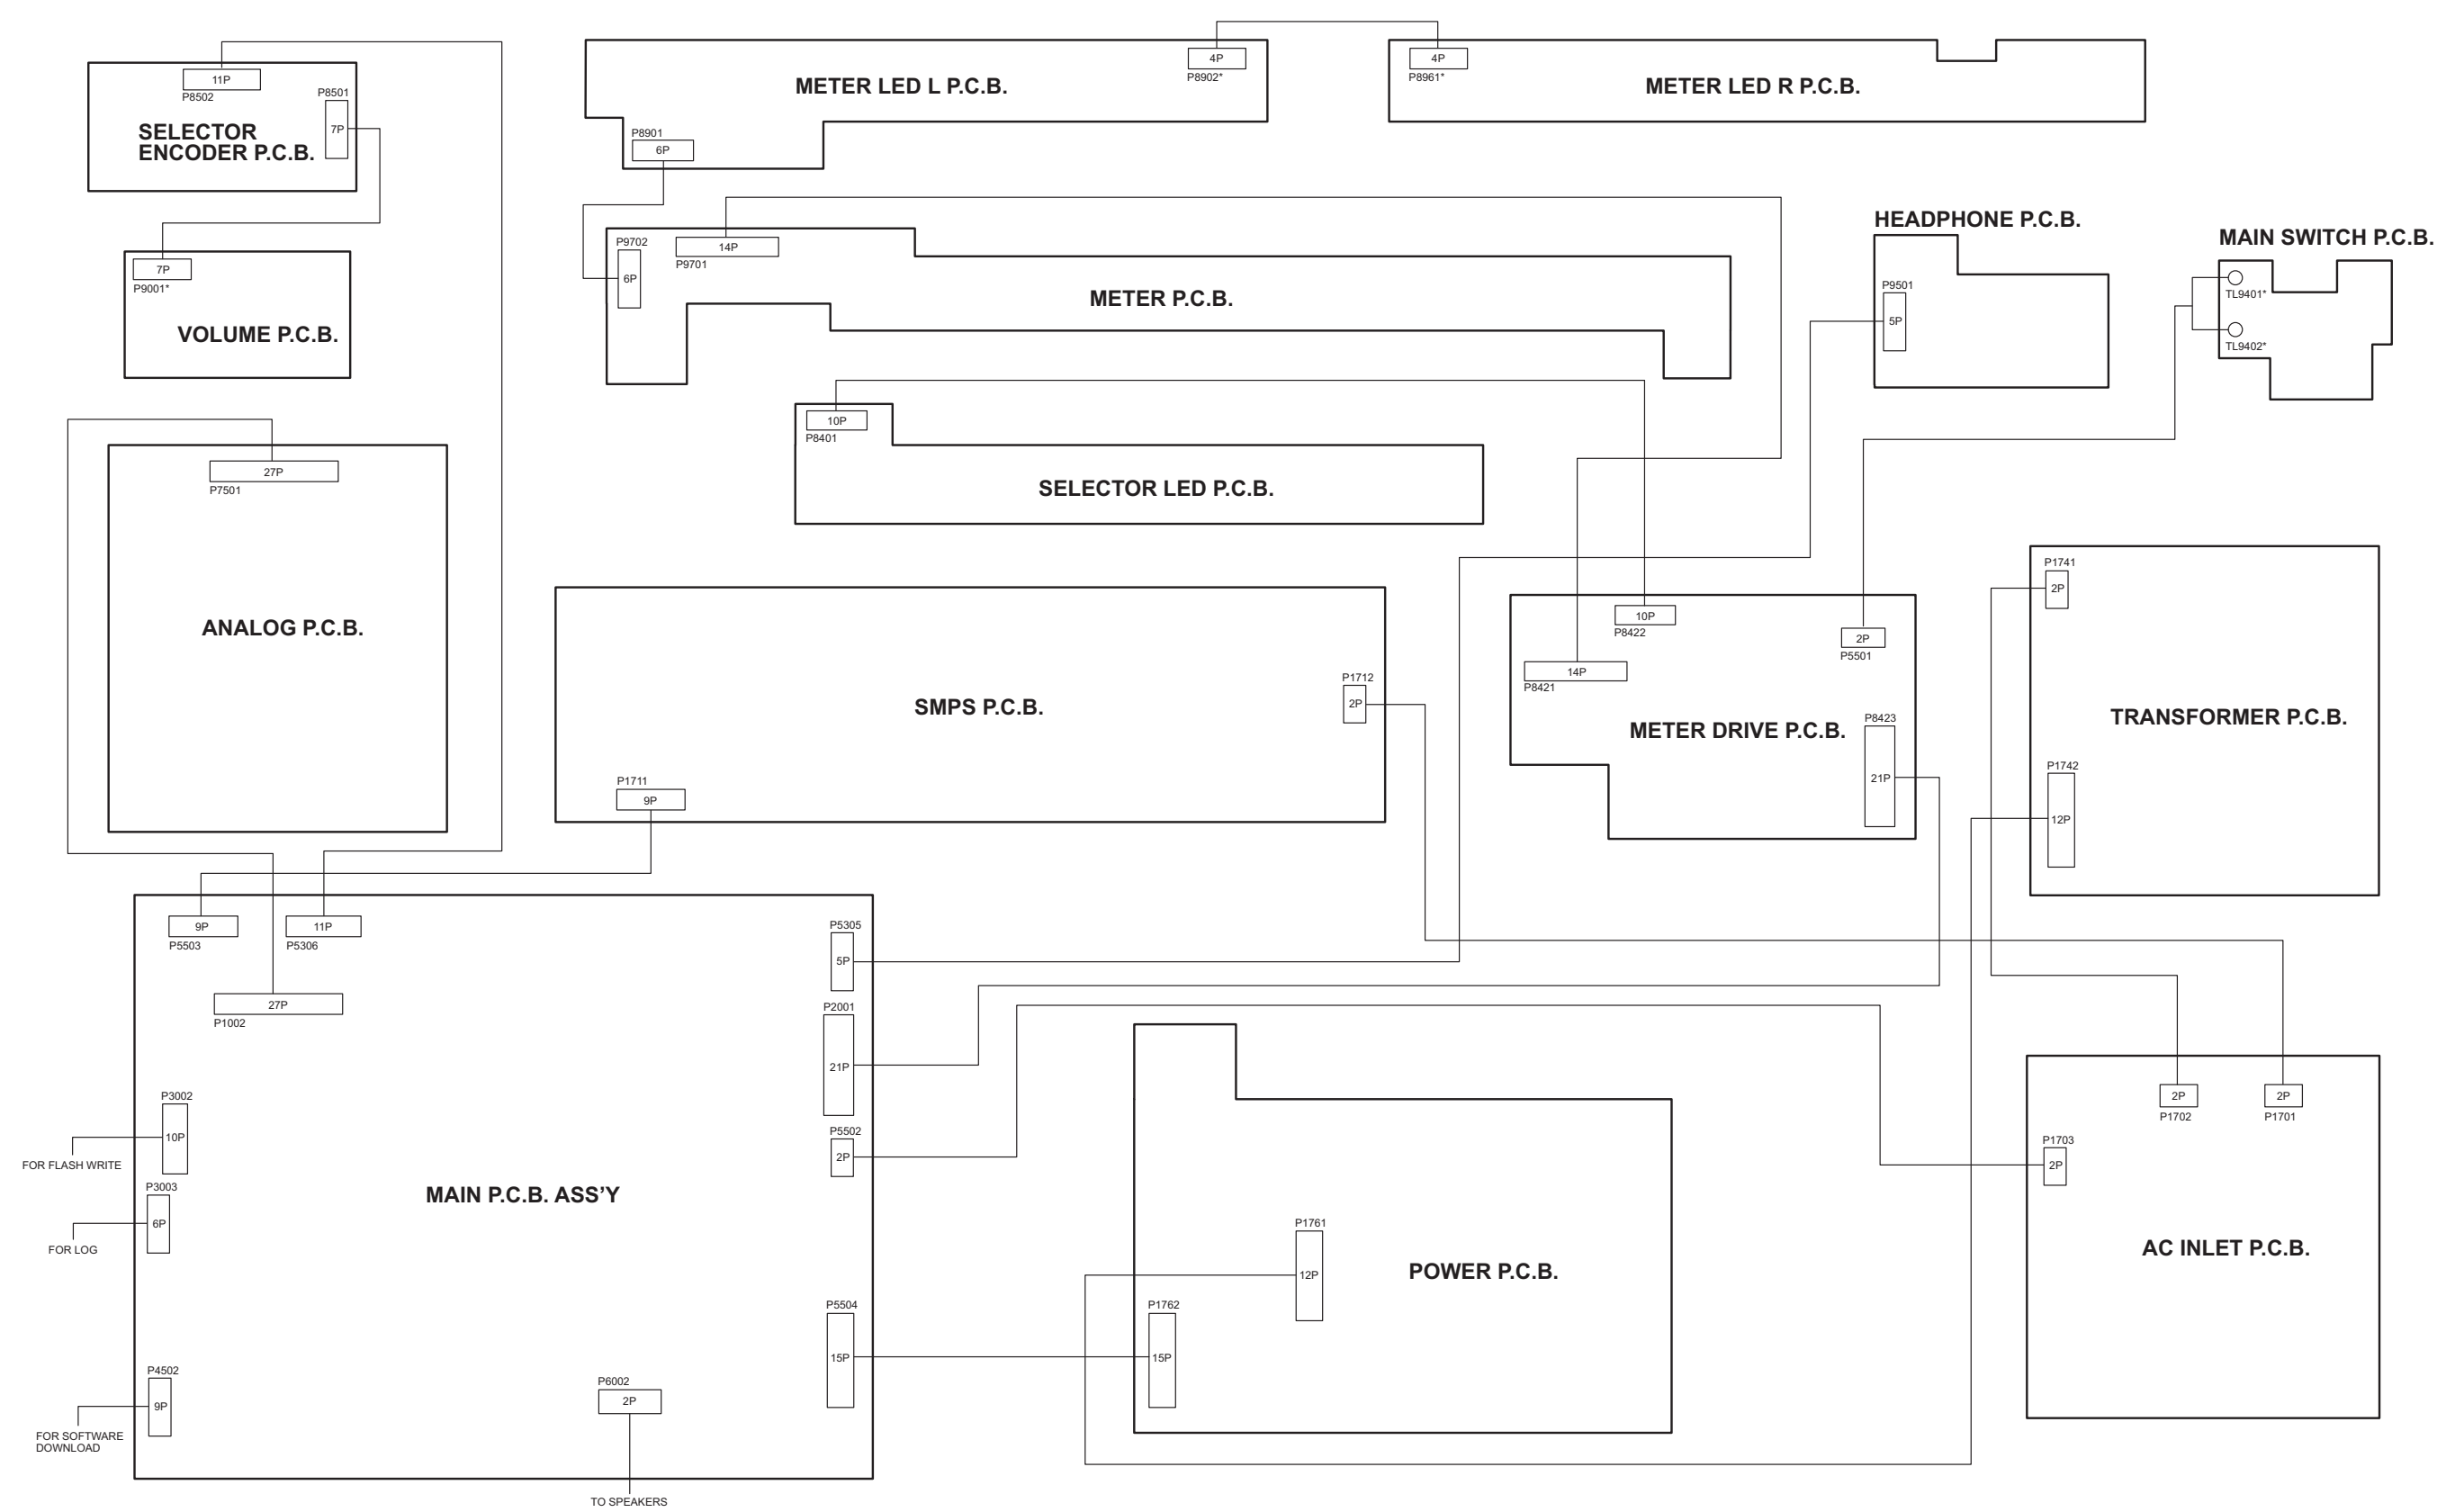 11P
P8502
P8501
7P
SELECTOR
ENCODER P.C.B.
4P
P8902*
METER LED L P.C.B.
P8901
6P
4P
P8961*
METER LED R P.C.B.
7P
P9001*
VOLUME P.C.B.
P9702
6P
14P
P9701
METER P.C.B.
HEADPHONE P.C.B.
P9501
5P
MAIN SWITCH P.C.B.
TL9401*
TL9402*
10P
P8401
SELECTOR LED P.C.B.
27P
P7501
ANALOG P.C.B.
P1712
2P
SMPS P.C.B.
P1711
9P
10P
P8422
2P
P5501
14P
P8421
METER DRIVE P.C.B.
P8423
21P
P1741
2P
TRANSFORMER P.C.B.
P1742
12P
9P
P5503
11P
P5306
27P
P1002
P5305
5P
P2001
21P
P5502
2P
P3002
10P
FOR FLASH WRITE
P3003
6P
FOR LOG
MAIN P.C.B. ASS’Y
P5504
15P
P4502
9P
FOR SOFTWARE
DOWNLOAD
P6002
2P
TO SPEAKERS
P1761
12P
POWER P.C.B.
P1762
15P
2P
P1702
2P
P1701
P1703
2P
AC INLET P.C.B.